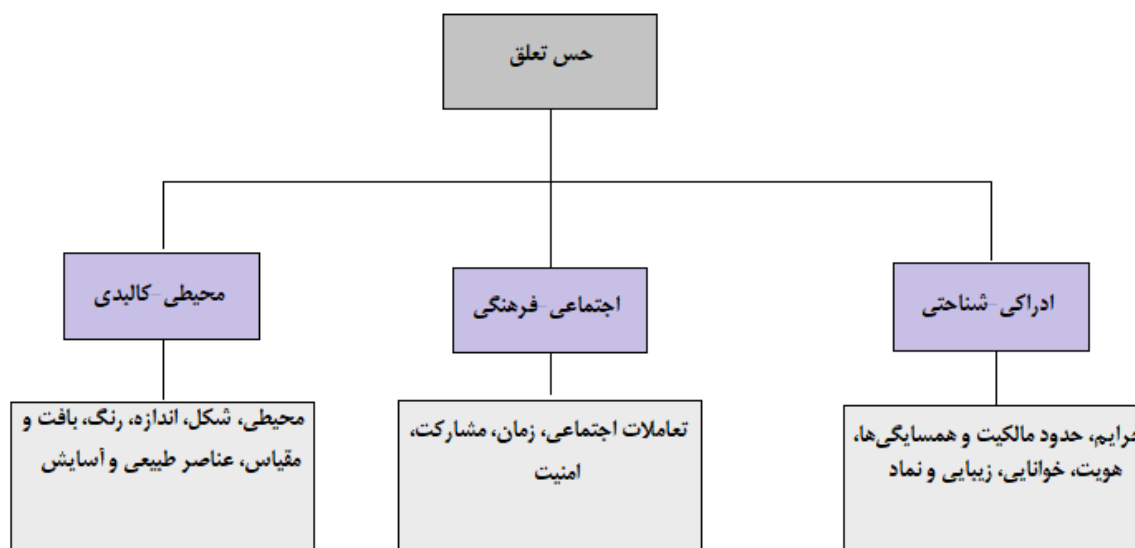 حس تعلق
ادراکی-شناختی
اجتماعی-فرهنگی
محیطی-کالبدی
حدود مالکیت و همسایگی‌ها،
هویت، خوانایی، زیبایی و نماد
تعاملات اجتماعی، زمان، مشارکت،
امنیت
محیطی، شکل، اندازه، رنگ، بافت و
مقیاس، عناصر طبیعی و آسایش